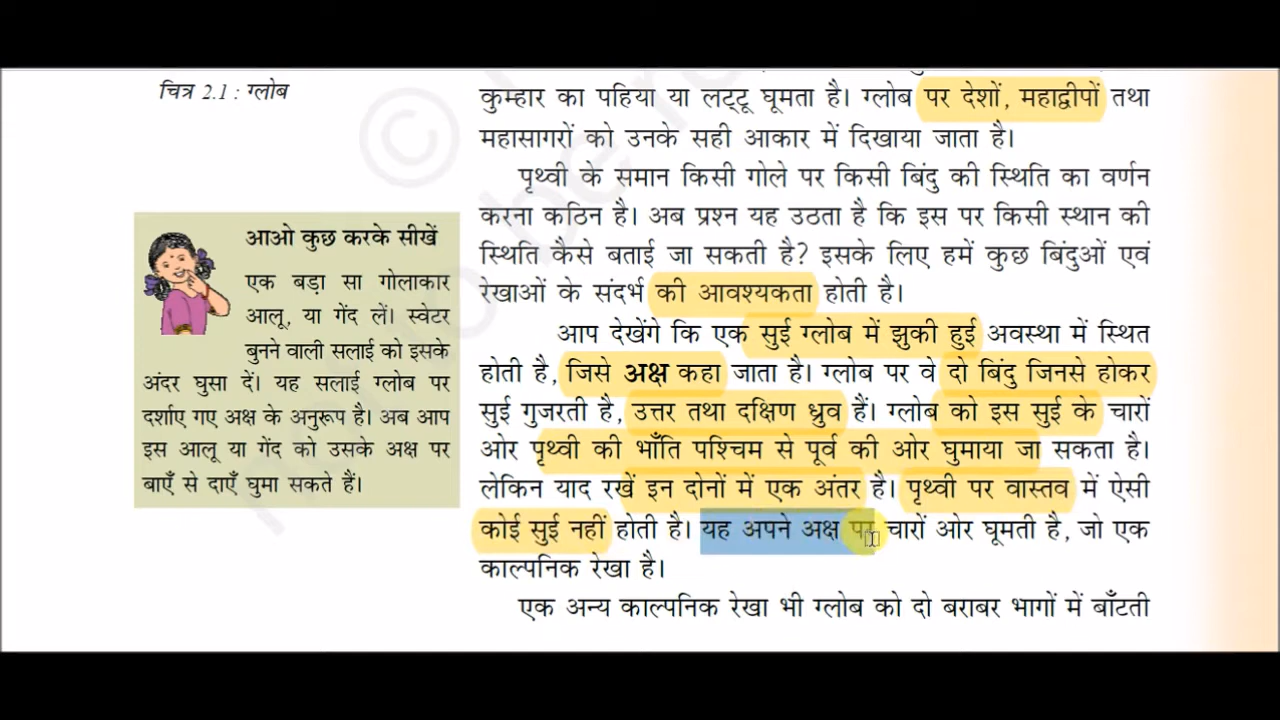 चित्र 2.1 : ग्लोब
आओ कुछ करके सीखें
एक बड़ा सा गोलाकार
आलू, या गेंद लें। स्वेटर
बुनने वाली सलाई को इसके
अंदर घुसा दें। यह सलाई ग्लोब पर
दर्शाए गए अक्ष के अनुरूप है। अब आप
इस आलू या गेंद को उसके अक्ष पर
बाएँ से दाएँ घुमा सकते हैं।
कुम्हार का पहिया या लट्टू घूमता है। ग्लोब पर देशों, महाद्वीपों तथा
महासागरों को उनके सही आकार में दिखाया जाता है।
पृथ्वी के समान किसी गोले पर किसी बिंदु की स्थिति का वर्णन
करना कठिन है। अब प्रश्न यह उठता है कि इस पर किसी स्थान की
स्थिति कैसे बताई जा सकती है? इसके लिए हमें कुछ बिंदुओं एवं
रेखाओं के संदर्भ की आवश्यकता होती है।
आप देखेंगे कि एक सुई ग्लोब में झुकी हुई अवस्था में स्थित
होती है, जिसे अक्ष कहा जाता है। ग्लोब पर वे दो बिंदु जिनसे होकर
सुई गुजरती है, उत्तर तथा दक्षिण ध्रुव हैं। ग्लोब को इस सुई के चारों
ओर पृथ्वी की भाँति पश्चिम से पूर्व की ओर घुमाया जा सकता है।
लेकिन याद रखें इन दोनों में एक अंतर है। पृथ्वी पर वास्तव में ऐसी
कोई सुई नहीं होती है। यह अपने अक्ष पर चारों ओर घूमती है, जो एक
काल्पनिक रेखा है।
एक अन्य काल्पनिक रेखा भी ग्लोब को दो बराबर भागों में बाँटती